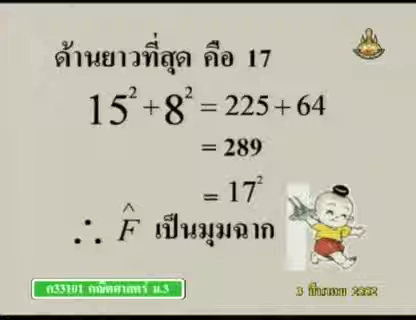 ด้านยาวที่สุด คือ 17
15² + 8² = 225 + 64
= 289
= 17²
∴ F̂ เป็นมุมฉาก
ค33101 คณิตศาสตร์ ม.3